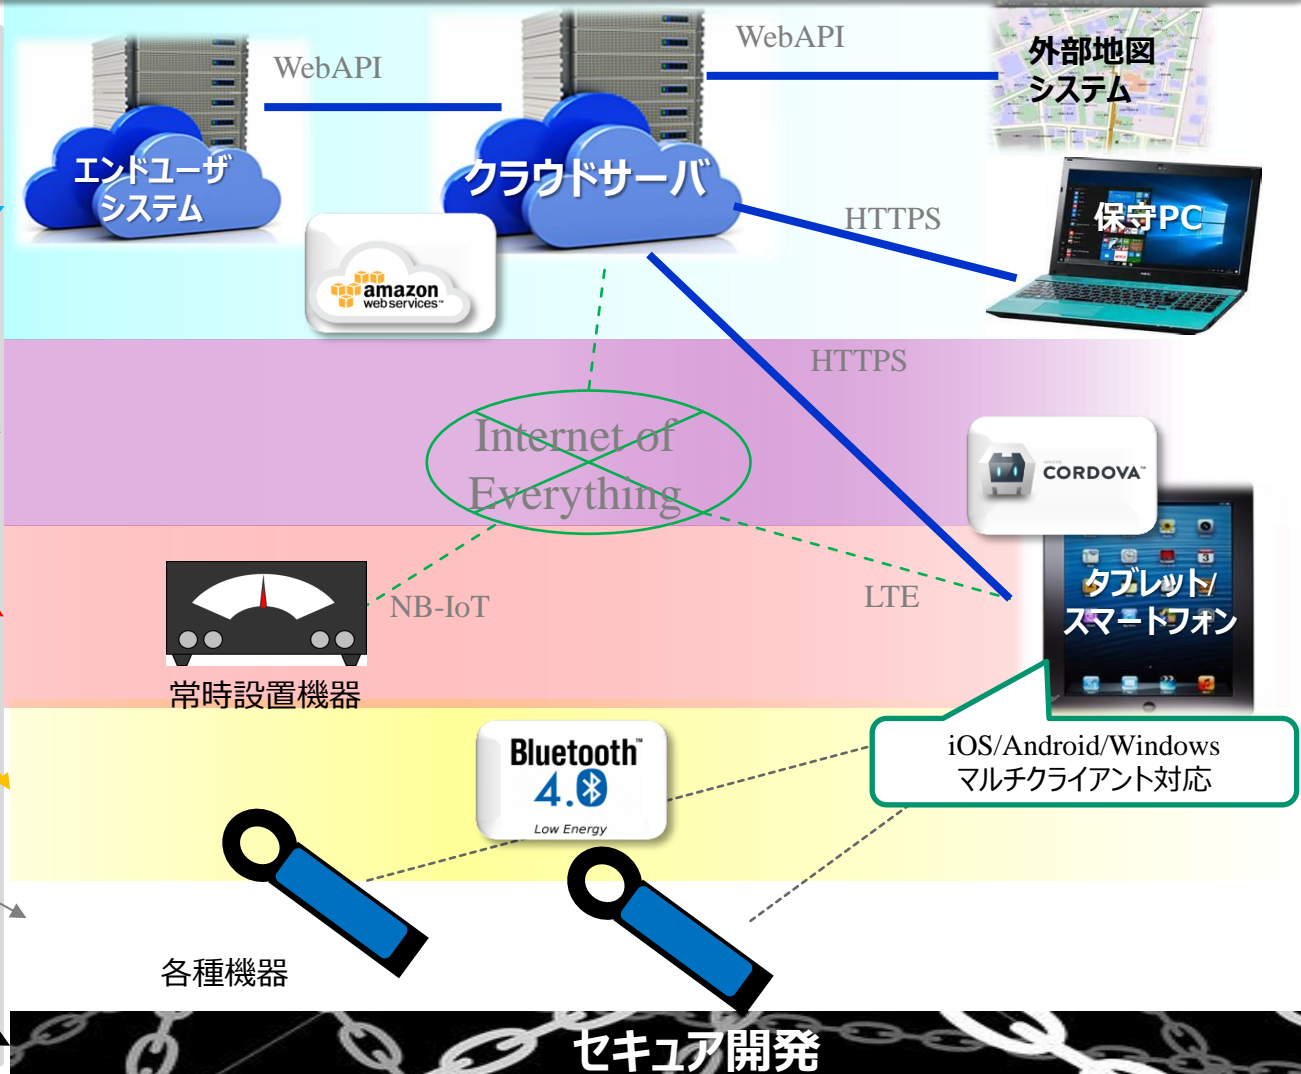 WebAPI
WebAPI
外部地図
システム
エンドユーザ
システム
クラウドサーバ
HTTPS
保守PC
amazon
web services™
HTTPS
Internet of
Everything
APACHE
CORDOVA™
NB-IoT
LTE
タブレット/
スマートフォン
常時設置機器
Bluetooth™
4.0
Low Energy
iOS/Android/Windows
マルチクライアント対応
各種機器
セキュア開発